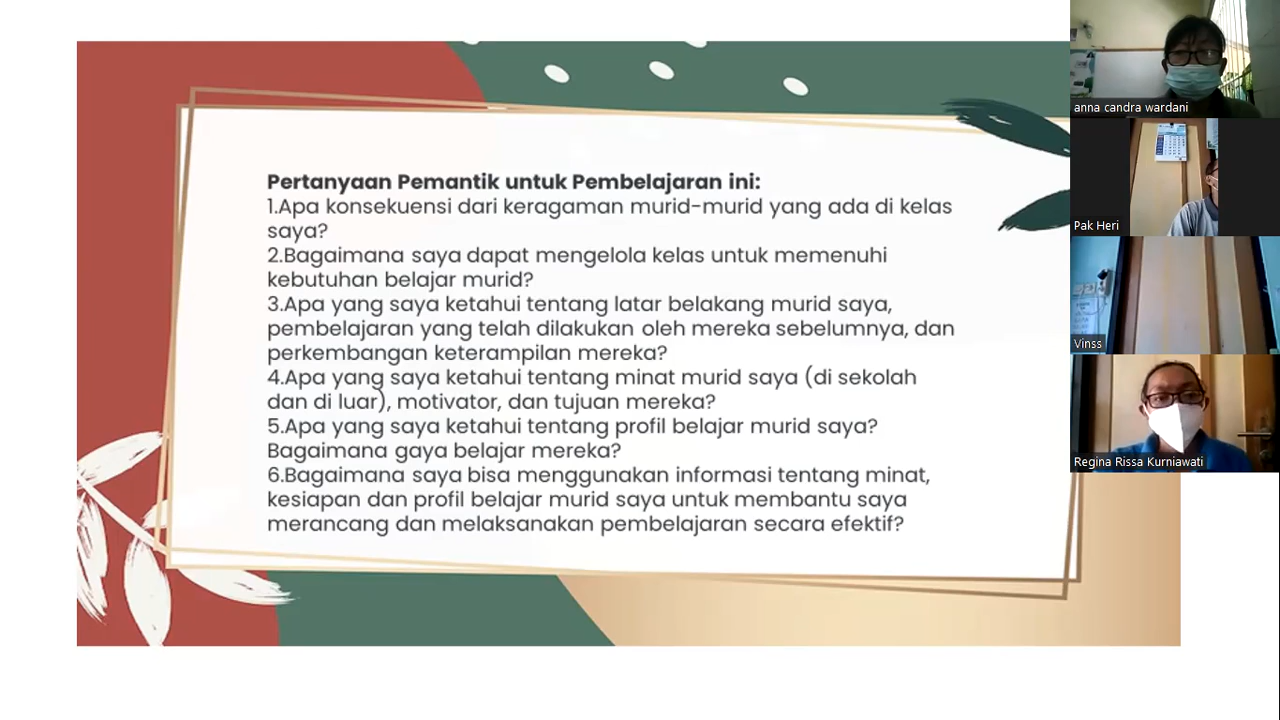 Pertanyaan Pemantik untuk Pembelajaran ini:
1.Apa konsekuensi dari keragaman murid-murid yang ada di kelas
saya?
2.Bagaimana saya dapat mengelola kelas untuk memenuhi
kebutuhan belajar murid?
3.Apa yang saya ketahui tentang latar belakang murid saya,
pembelajaran yang telah dilakukan oleh mereka sebelumnya, dan
perkembangan keterampilan mereka?
4.Apa yang saya ketahui tentang minat murid saya (di sekolah
dan di luar), motivator, dan tujuan mereka?
5.Apa yang saya ketahui tentang profil belajar murid saya?
Bagaimana gaya belajar mereka?
6.Bagaimana saya bisa menggunakan informasi tentang minat,
kesiapan dan profil belajar murid saya untuk membantu saya
merancang dan melaksanakan pembelajaran secara efektif?
anna candra wardani
Pak Heri
Vinss
Regina Rissa Kurniawati